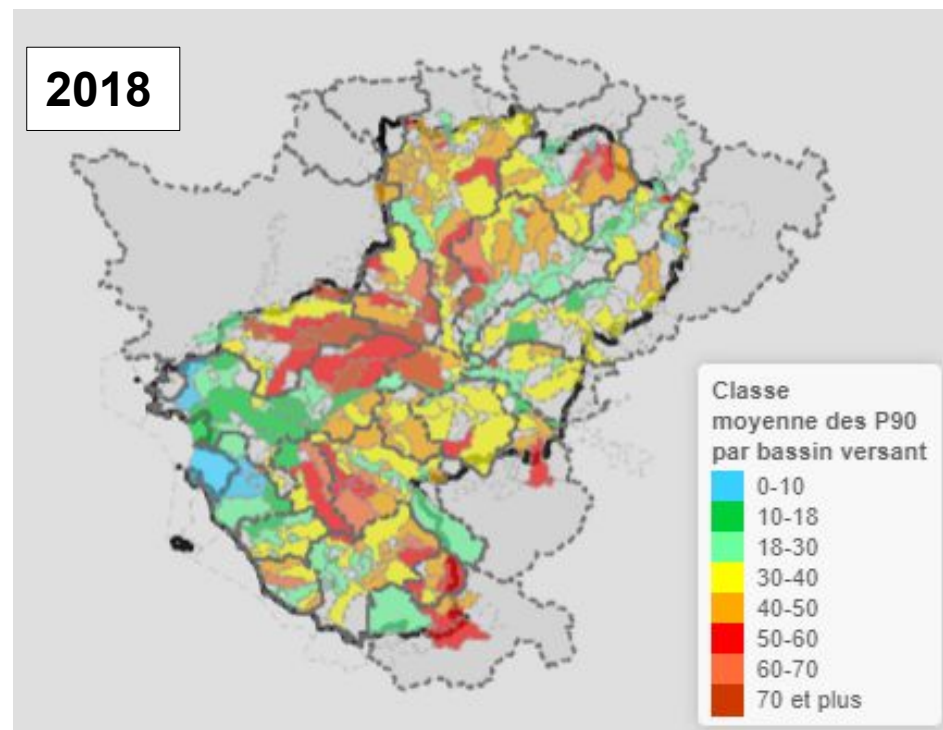 2018
Classe
moyenne des P90
par bassin versant
0-10
10-18
18-30
30-40
40-50
50-60
60-70
70 et plus